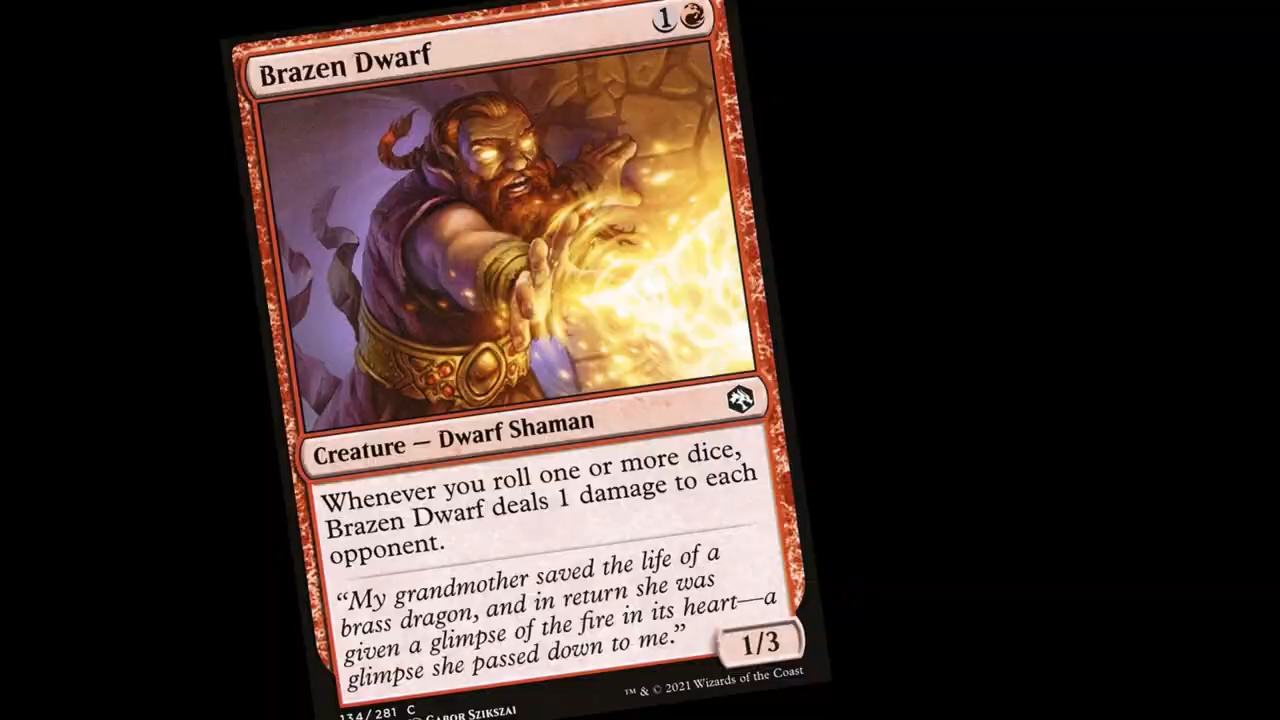 Brazen Dwarf
1
Creature — Dwarf Shaman
Whenever you roll one or more dice,
Brazen Dwarf deals 1 damage to each
opponent.
“My grandmother saved the life of a
brass dragon, and in return she was
given a glimpse of the fire in its heart—a
glimpse she passed down to me.”
1/3
™ & © 2021 Wizards of the Coast
134/281 C
GABOR SZIKSZAI